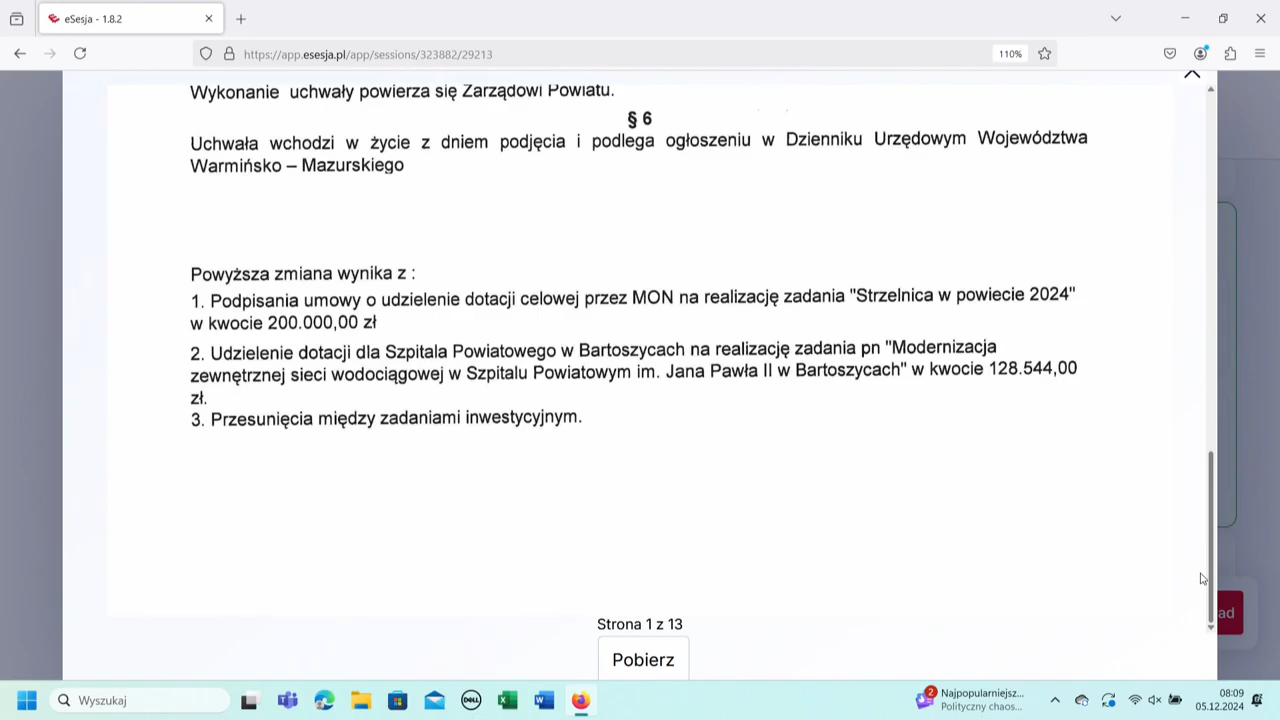 eSesja - 1.8.2
https://app.esesja.pl/app/sessions/323882/29213
110%
Wykonanie uchwały powierza się Zarządowi Powiatu.
§ 6
Uchwała wchodzi w życie z dniem podjęcia i podlega ogłoszeniu w Dzienniku Urzędowym Województwa
Warmińsko – Mazurskiego
Powyższa zmiana wynika z :
1. Podpisania umowy o udzielenie dotacji celowej przez MON na realizację zadania "Strzelnica w powiecie 2024"
w kwocie 200.000,00 zł
2. Udzielenie dotacji dla Szpitala Powiatowego w Bartoszycach na realizację zadania pn "Modernizacja
zewnętrznej sieci wodociągowej w Szpitalu Powiatowym im. Jana Pawła II w Bartoszycach" w kwocie 128.544,00
zł.
3. Przesunięcia między zadaniami inwestycyjnym.
ad
Strona 1 z 13
Pobierz
Wyszukaj
DELL
2
Najpopularniejsz...
Polityczny chaos...
08:09
05.12.2024